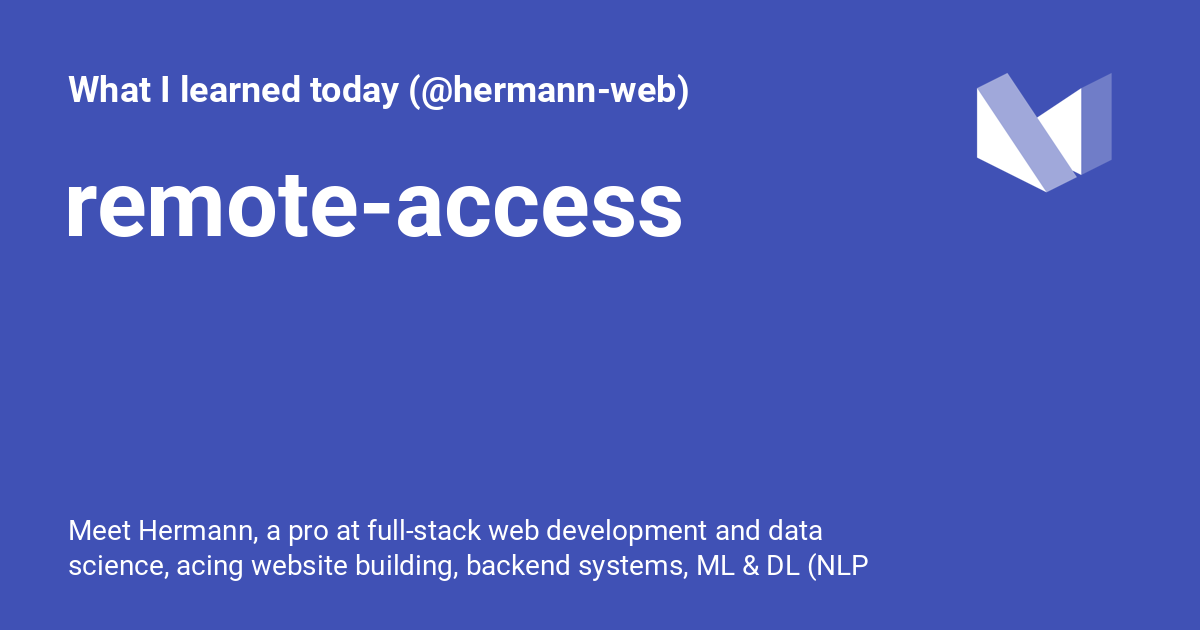 What I learned today (@hermann-web)
remote-access
Meet Hermann, a pro at full-stack web development and data
science, acing website building, backend systems, ML & DL (NLP